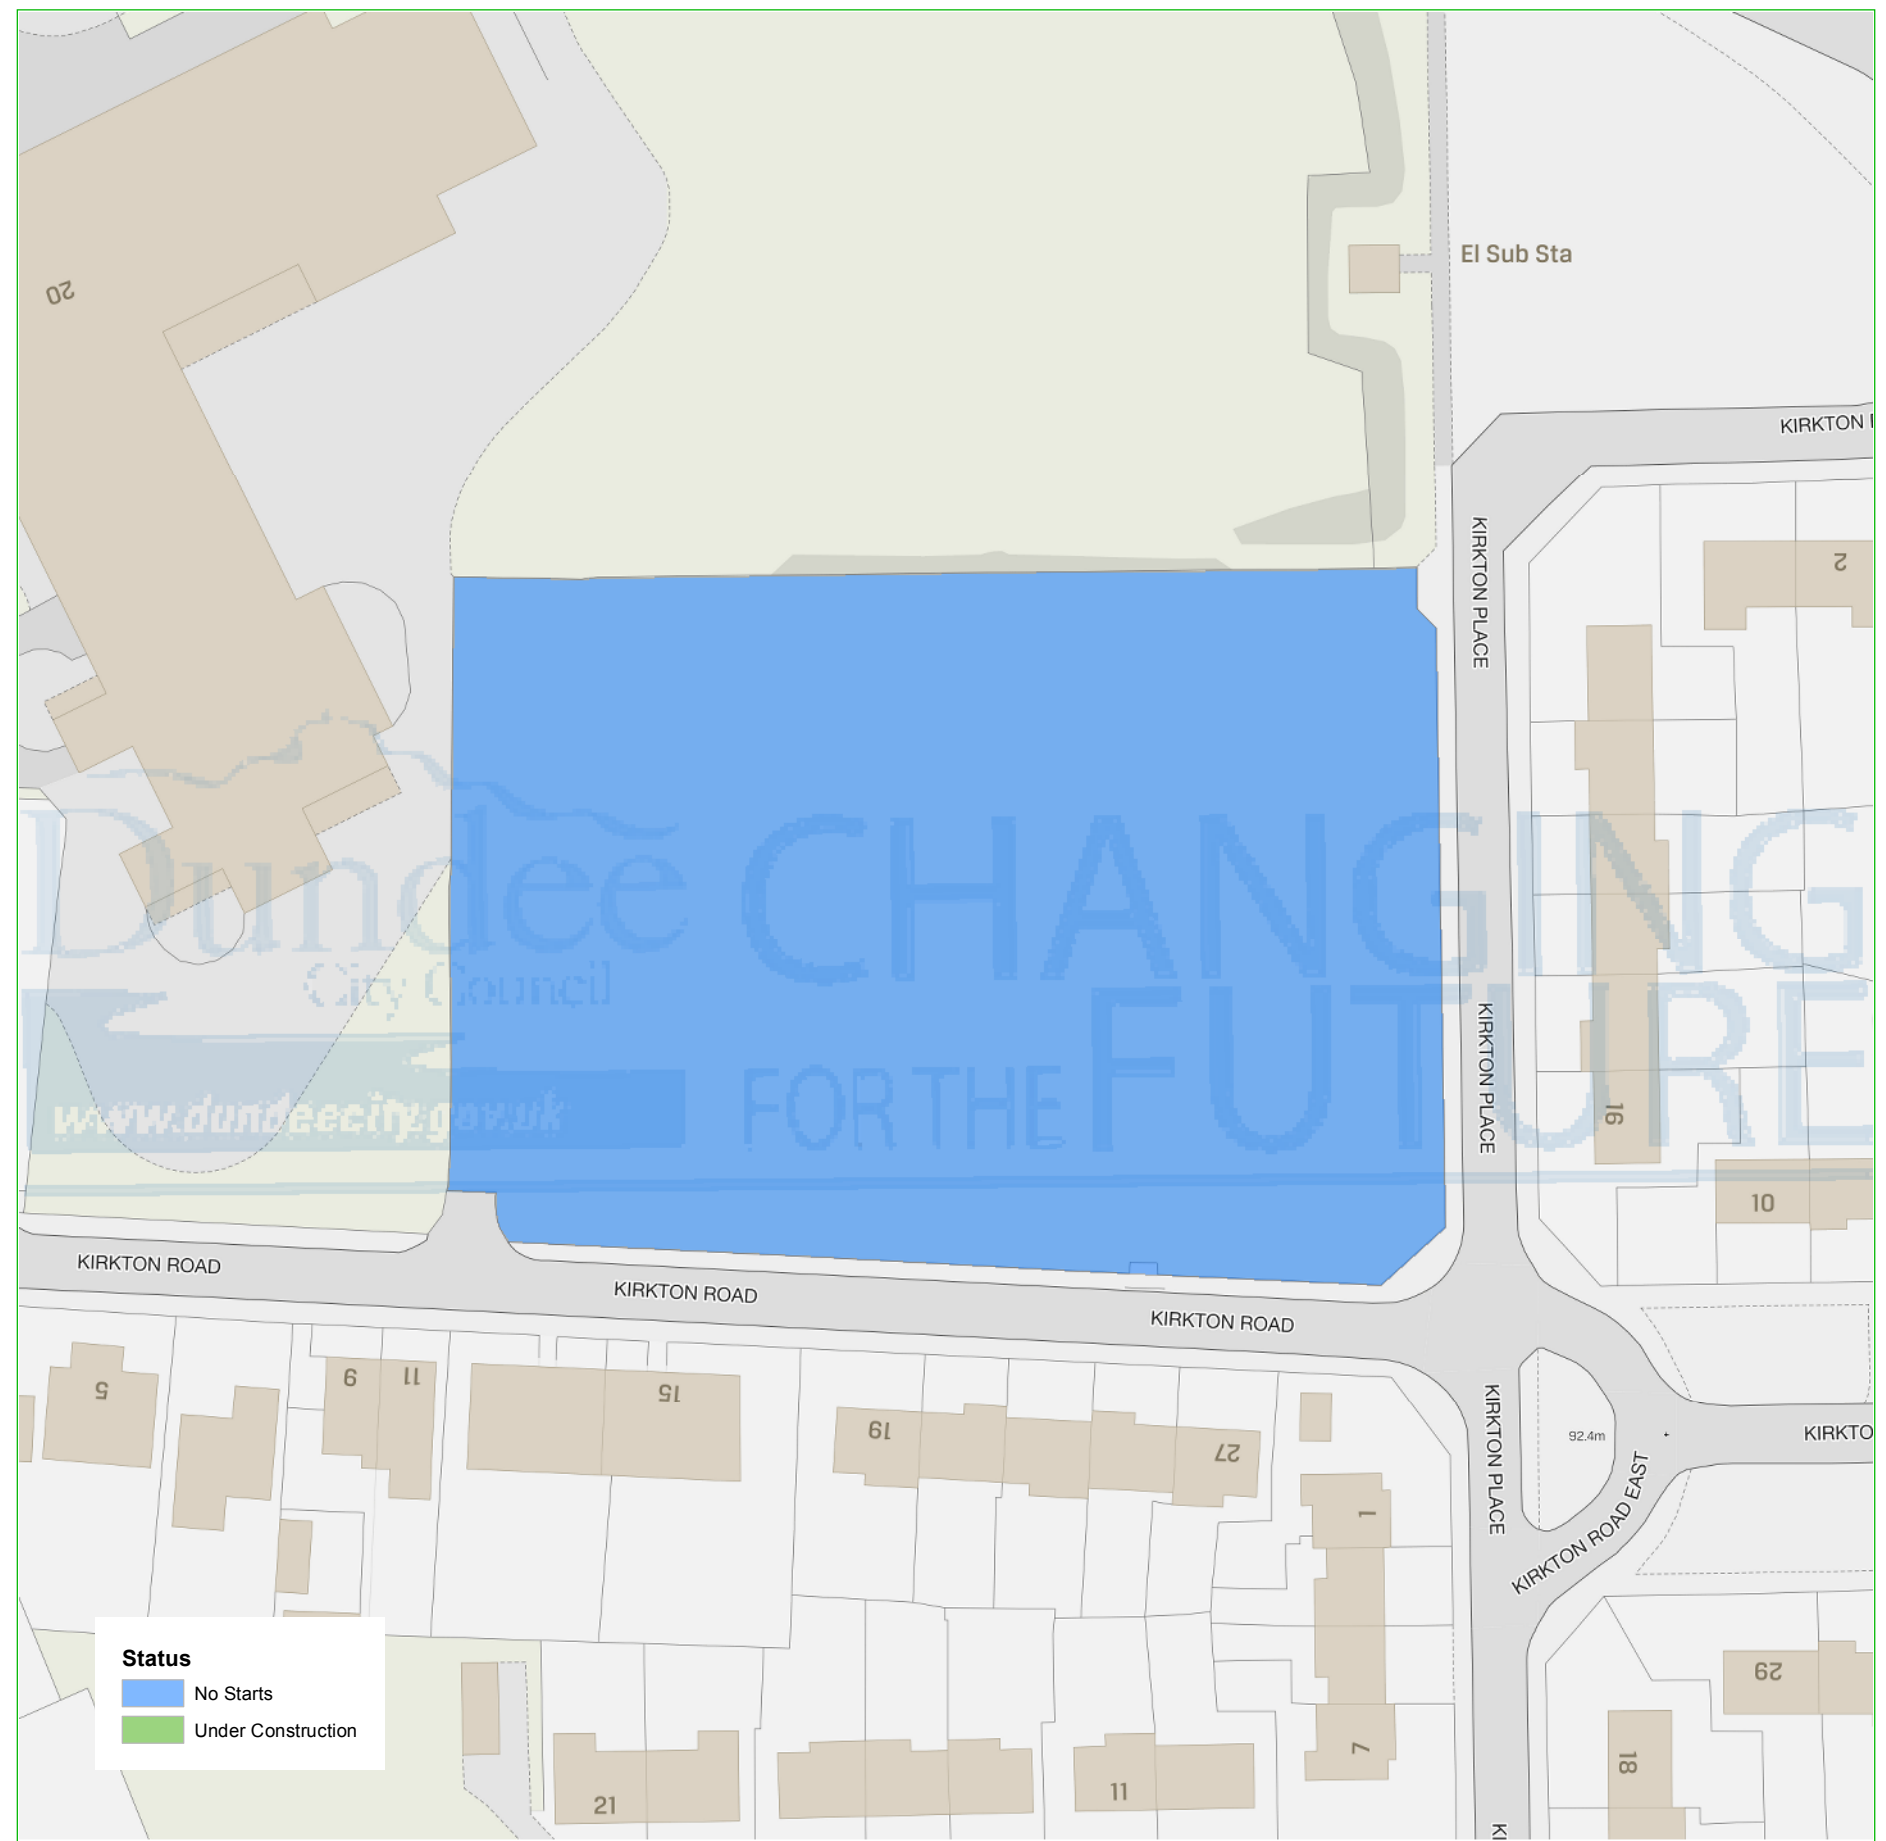 20
El Sub Sta
KIRKTON
KIRKTON PLACE
2
Dundee
City Council
www.dundeecity.gov.uk
CHANGING
FOR THE FUTURE
KIRKTON PLACE
16
10
KIRKTON ROAD
KIRKTON ROAD
KIRKTON ROAD
5
9
11
15
19
27
1
KIRKTON PLACE
92.4m
KIRKTO
KIRKTON ROAD EAST
Status
No Starts
Under Construction
21
11
7
29
18
KI